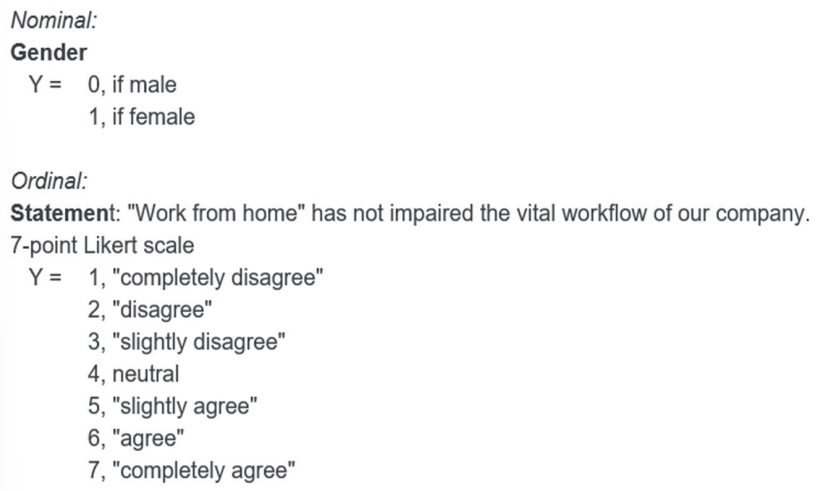 Nominal:
Gender
Y = 0, if male
1, if female
Ordinal:
Statement: "Work from home" has not impaired the vital workflow of our company.
7-point Likert scale
Y = 1, "completely disagree"
2, "disagree"
3, "slightly disagree"
4, neutral
5, "slightly agree"
6, "agree"
7, "completely agree"